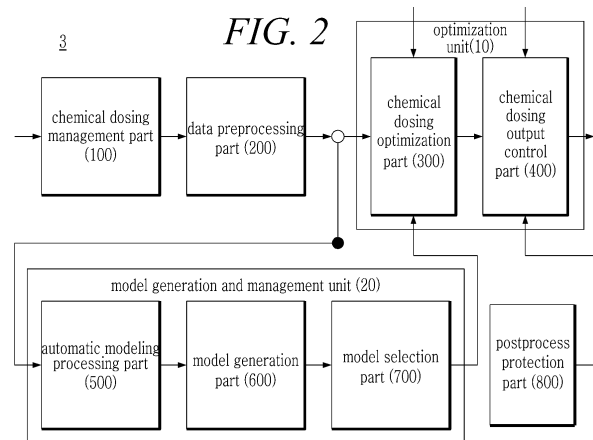 FIG. 2
3
optimization
unit(10)
chemical dosing
management part
(100)
data preprocessing
part (200)
chemical
dosing
optimization
part (300)
chemical
dosing
output
control
part (400)
model generation and management unit (20)
automatic modeling
processing part
(500)
model generation
part (600)
model selection
part (700)
postprocess
protection
part (800)